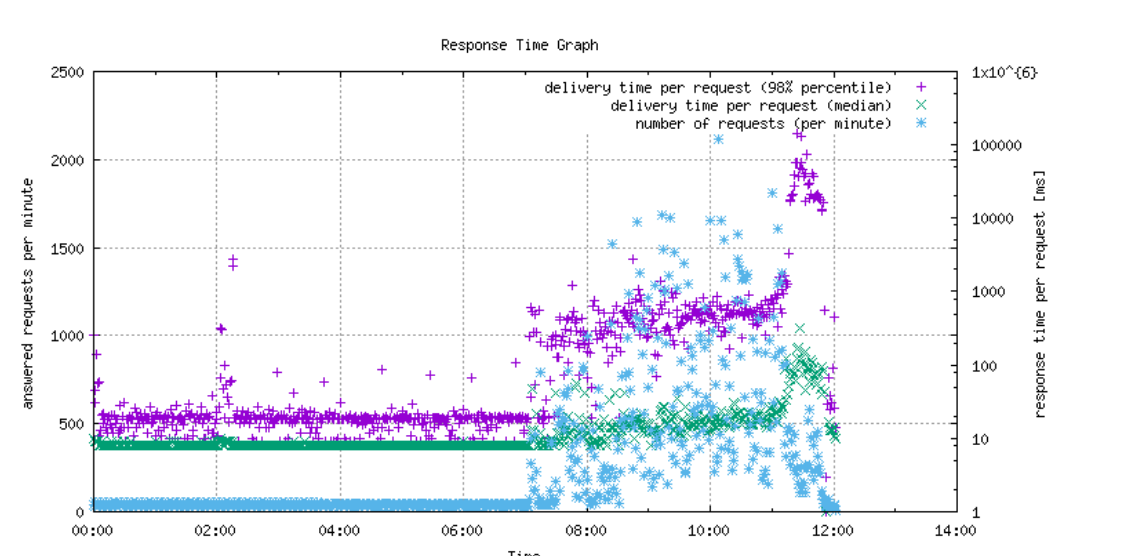 Response Time Graph
delivery time per request (98% percentile)
delivery time per request (median)
number of requests (per minute)
answered requests per minute
2500
2000
1500
1000
500
0
response time per request [ms]
1x10^{6}
100000
10000
1000
100
10
1
00:00 02:00 04:00 06:00 08:00 10:00 12:00 14:00
Time